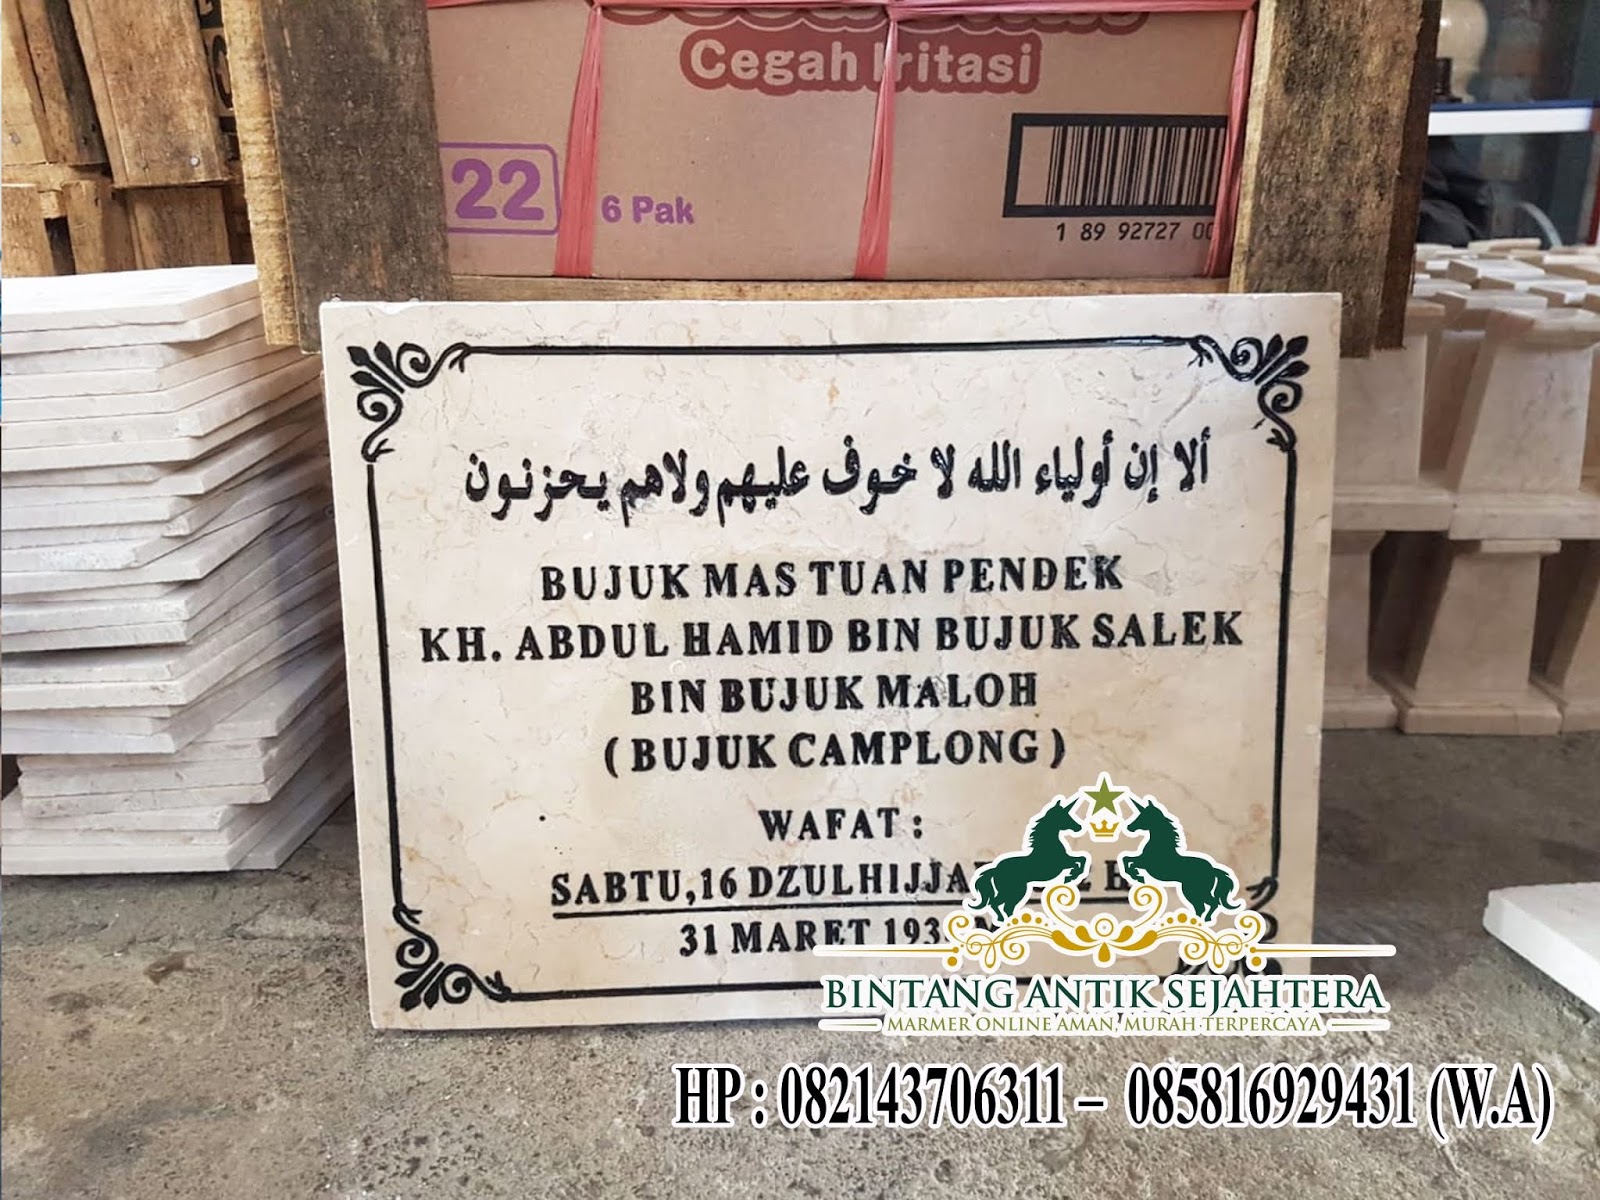 Cegah Iritasi
22
6 Pak
1 89 92727 00
ألا إن أولياء الله لا خوف عليهم ولاهم يحزنون
BUJUK MAS TUAN PENDEK
KH. ABDUL HAMID BIN BUJUK SALEK
BIN BUJUK MALOH
( BUJUK CAMPLONG )
WAFAT :
SABTU,16 DZULHIJJAH
31 MARET
BINTANG ANTIK SEJAHTERA
MARMER ONLINE AMAN, MURAH TERPERCAYA
HP : 082143706311 – 085816929431 (W.A)